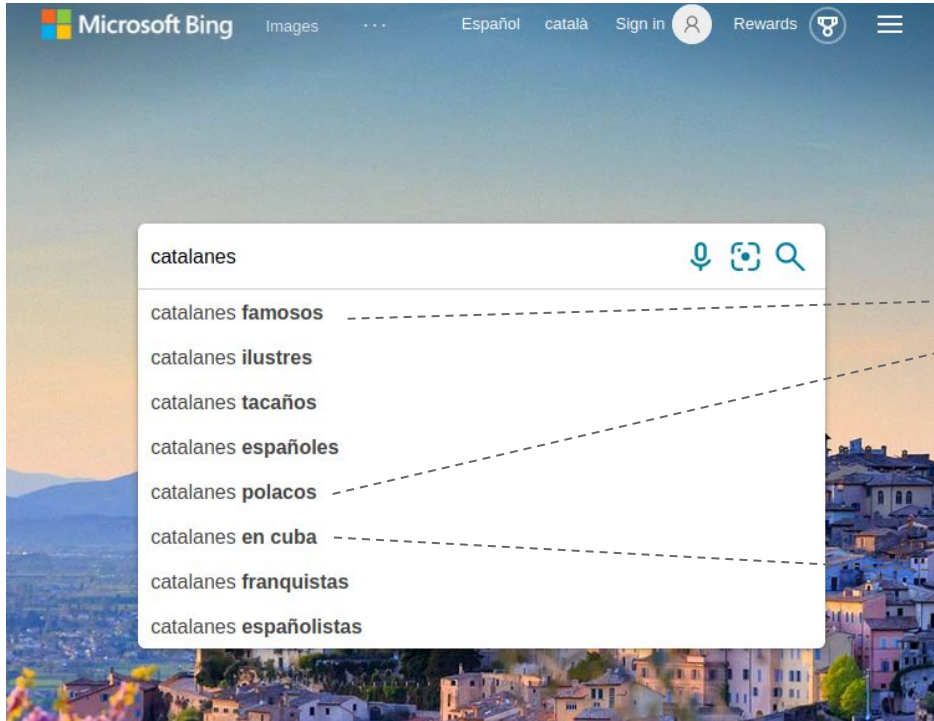 Microsoft Bing Images ... Español català Sign in Rewards
catalanes
catalanes famosos
catalanes ilustres
catalanes tacaños
catalanes españoles
catalanes polacos
catalanes en cuba
catalanes franquistas
catalanes españolistas